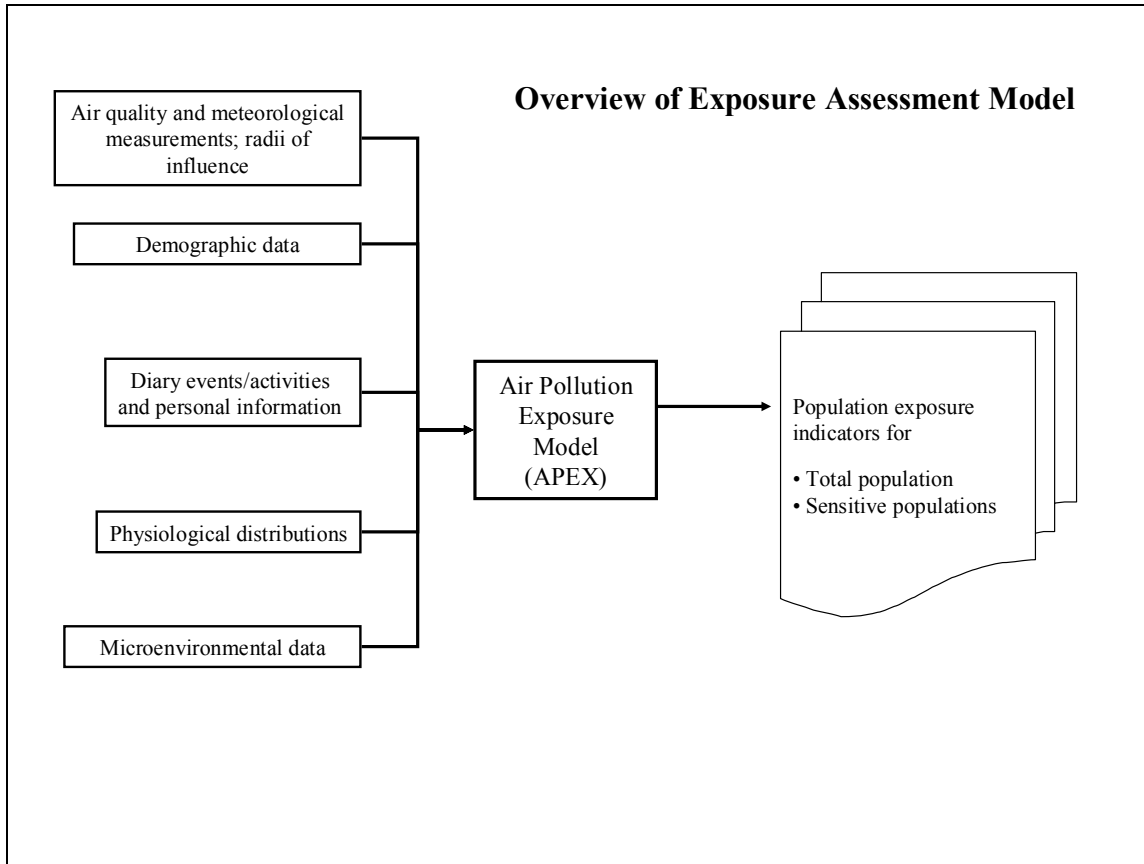 Overview of Exposure Assessment Model
Air quality and meteorological
measurements; radii of
influence
Demographic data
Diary events/activities
and personal information
Physiological distributions
Microenvironmental data
Air Pollution
Exposure
Model
(APEX)
Population exposure
indicators for
• Total population
• Sensitive populations